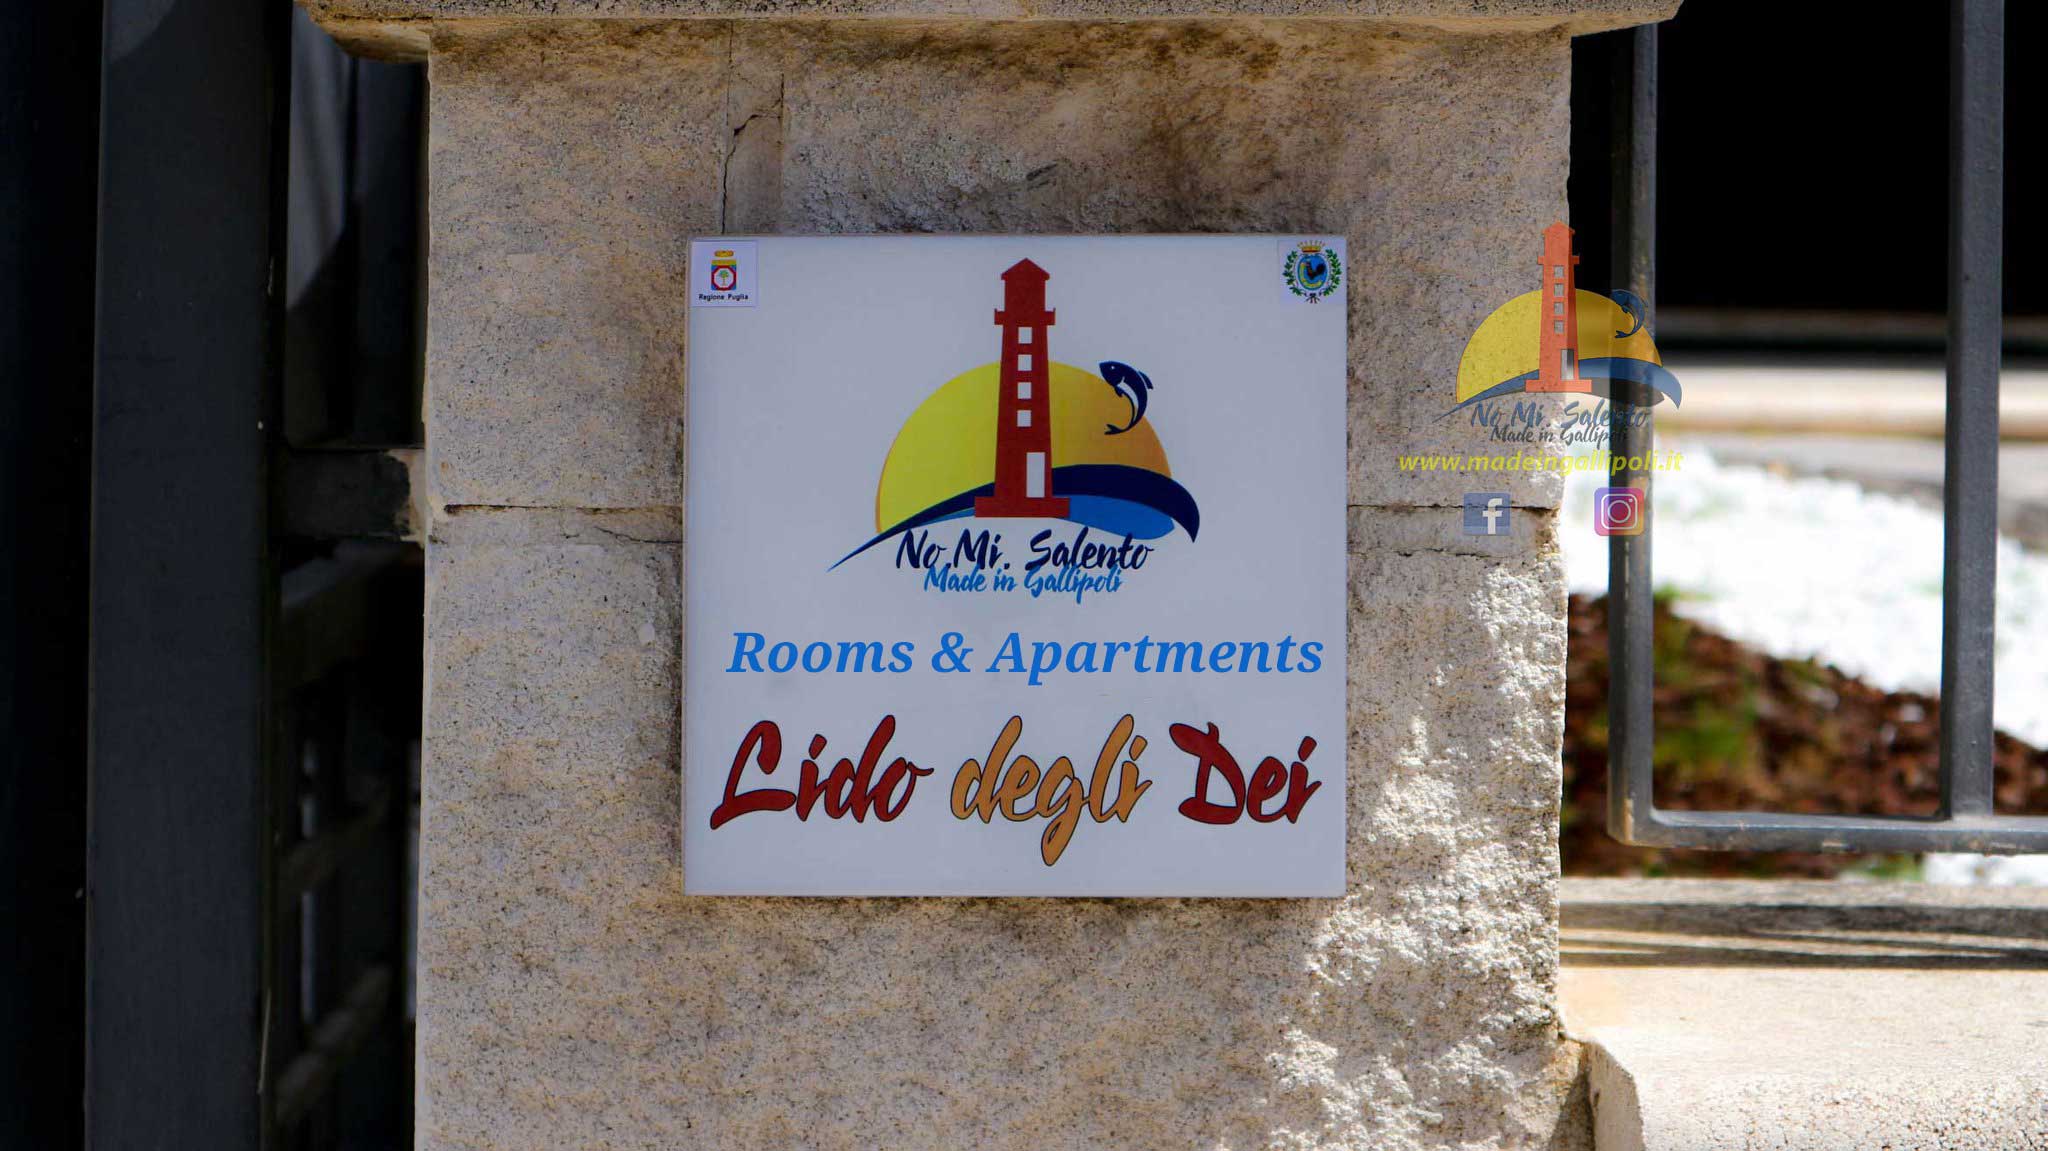 Regione Puglia
No.Mi. Salento
Made in Gallipoli
Rooms & Apartments
Lido degli Dei
No.Mi. Salento
Made in Gallipoli
www.madeingallipoli.it